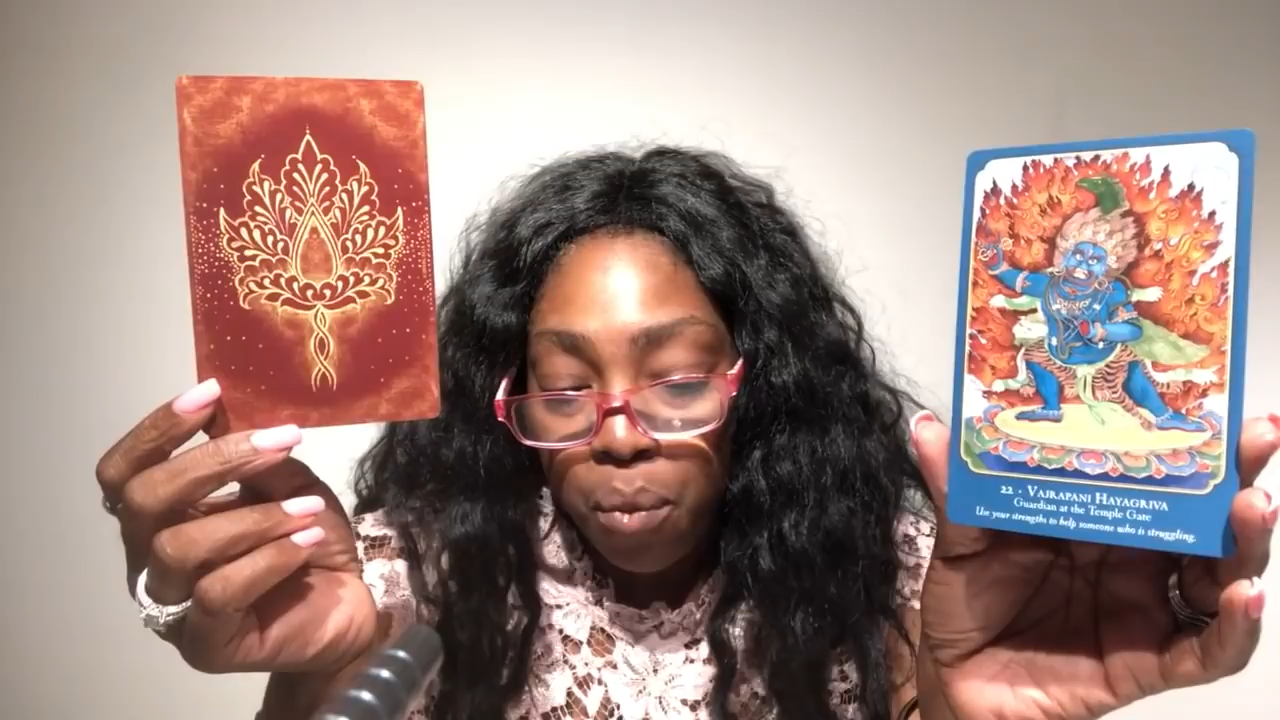 22 · Vajrapani Hayagriva
Guardian at the Temple Gate
Use your strengths to help someone who is struggling.